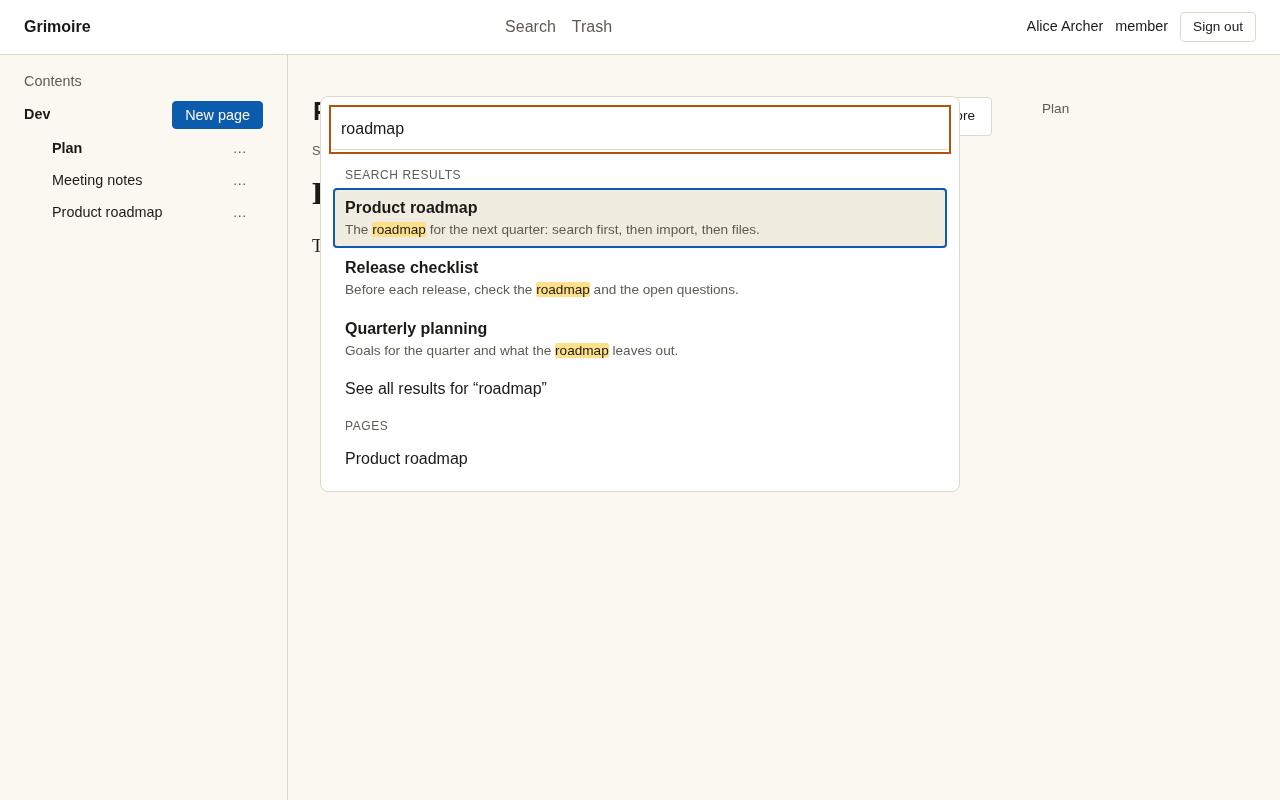 Grimoire
Search Trash
Alice Archer member Sign out
Contents
Dev New page
Plan ...
Meeting notes ...
Product roadmap ...
roadmap
SEARCH RESULTS
Product roadmap
The roadmap for the next quarter: search first, then import, then files.
Release checklist
Before each release, check the roadmap and the open questions.
Quarterly planning
Goals for the quarter and what the roadmap leaves out.
See all results for “roadmap”
PAGES
Product roadmap
Plan